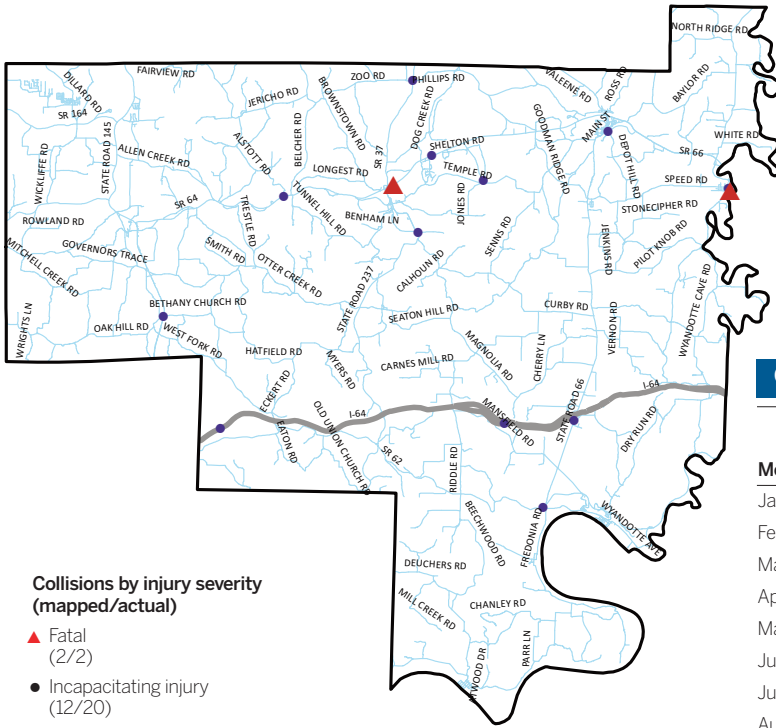 NORTH RIDGE RD
FAIRVIEW RD
ZOO RD
PHILLIPS RD
VALEENE RD
ROSS RD
BAYLOR RD
DILLARD RD
SR 164
JERICHO RD
BROWNSTOWN RD
SR 37
DOG CREEK RD
GOODMAN RIDGE RD
MAIN ST
DEPOT HILL RD
WHITE RD
SR 66
WICKLIFFE RD
STATE ROAD 145
ALLEN CREEK RD
ALSTOTT RD
BELCHER RD
LONGEST RD
SHELTON RD
TEMPLE RD
SPEED RD
SR 64
TRESTLE RD
TUNNEL HILL RD
BENHAM LN
JONES RD
STONECIPHER RD
ROWLAND RD
GOVERNORS TRACE
MITCHELL CREEK RD
SMITH RD
OTTER CREEK RD
STATE ROAD 237
CALHOUN RD
SENNS RD
JENKINS RD
PILOT KNOB RD
WYANDOTTE CAVE RD
BETHANY CHURCH RD
SEATON HILL RD
CURBY RD
WRIGHTS LN
OAK HILL RD
WEST FORK RD
HATFIELD RD
MYERS RD
CARNES MILL RD
MAGNOLIA RD
CHERRY LN
VERNON RD
ECKERT RD
I-64
I-64
EATON RD
OLD UNION CHURCH RD
SR 62
MANSFIELD RD
STATE ROAD 66
DRY RUN RD
RIDDLE RD
BEECHWOOD RD
FREDONIA RD
WYANDOTTE AVE
DEUCHERS RD
MILL CREEK RD
CHANLEY RD
ATWOOD DR
PARR LN
Collisions by injury severity
(mapped/actual)
Fatal
(2/2)
Incapacitating injury
(12/20)
Ja
Fe
Ma
Ap
Ma
Ju
Ju